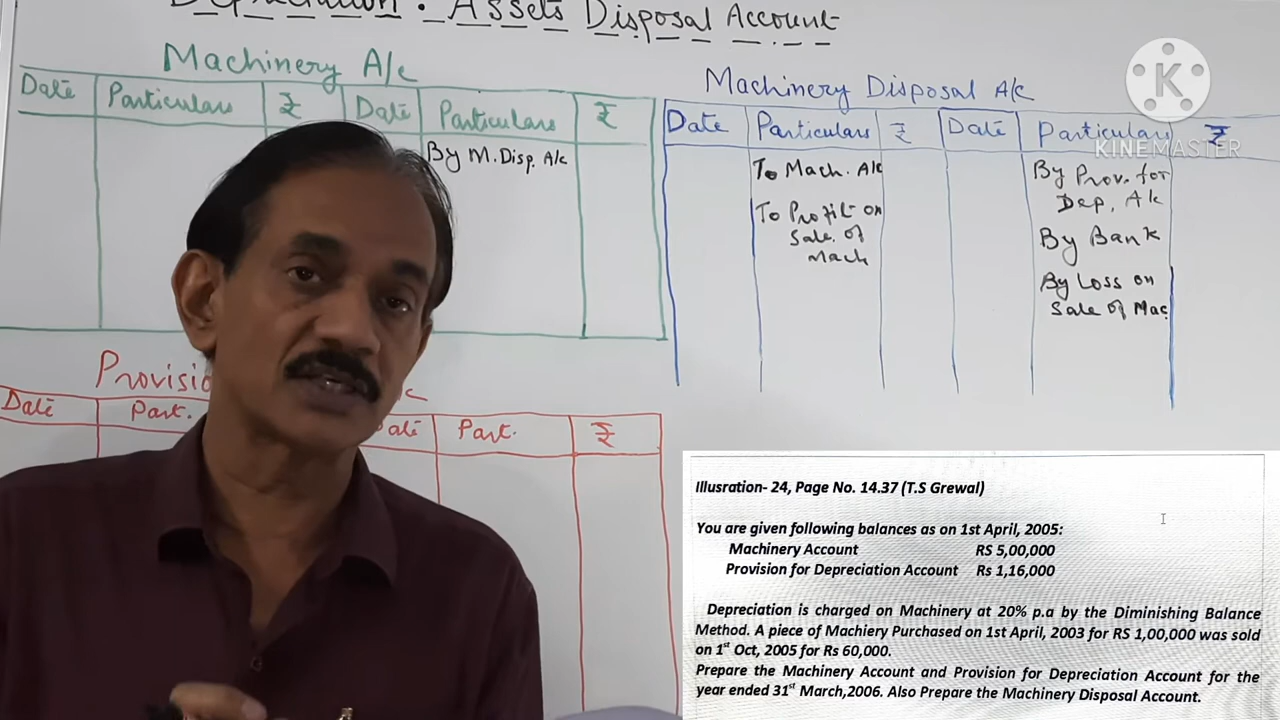 Depreciation. Assets Disposal Account
Machinery A/c
Date Particulars ₹ Date Particulars ₹
By M. Disp. A/c
Machinery Disposal A/c
Date Particulars ₹ Date Particulars ₹
To Mach. A/c
To Profit on
Sale of
Mach
By Prov. for
Dep. A/c
By Bank
By Loss on
Sale of Mac
K
KINEMASTER
Date Part. Part. ₹
Illusration- 24, Page No. 14.37 (T.S Grewal)
You are given following balances as on 1st April, 2005:
Machinery Account RS 5,00,000
Provision for Depreciation Account Rs 1,16,000
Depreciation is charged on Machinery at 20% p.a by the Diminishing Balance
Method. A piece of Machiery Purchased on 1st April, 2003 for RS 1,00,000 was sold
on 1st Oct, 2005 for Rs 60,000.
Prepare the Machinery Account and Provision for Depreciation Account for the
year ended 31st March,2006. Also Prepare the Machinery Disposal Account.